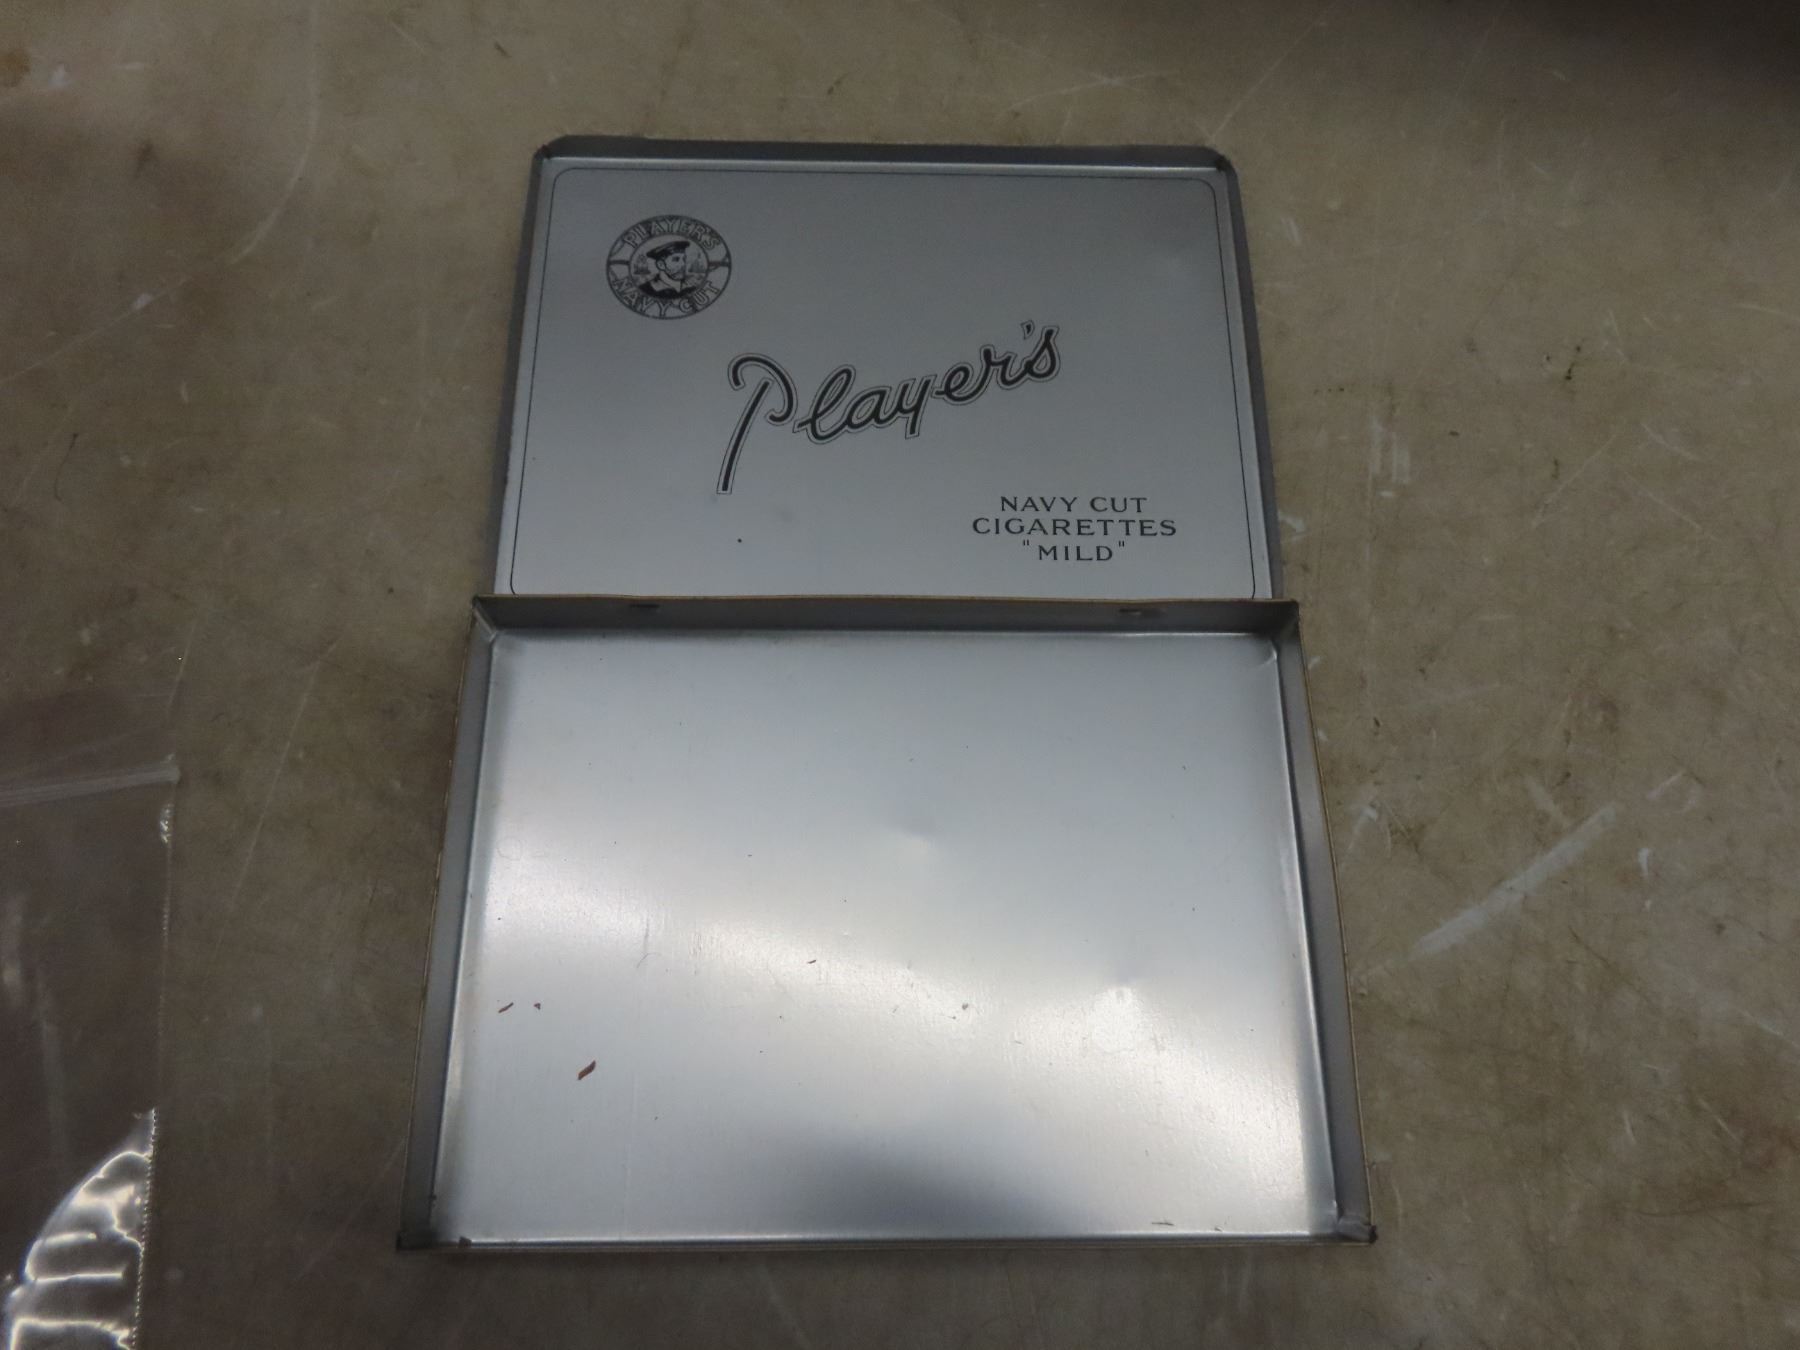 PLAYER'S
NAVY CUT
Player's
NAVY CUT
CIGARETTES
"MILD"